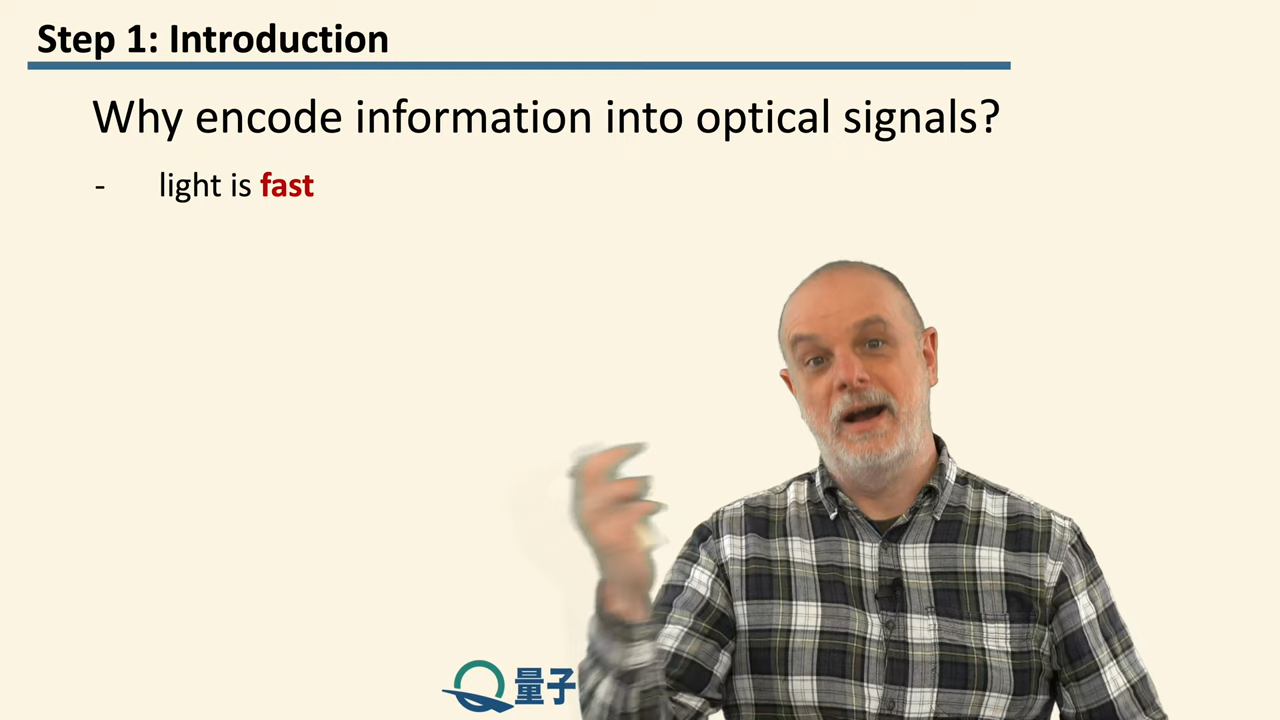 Step 1: Introduction
Why encode information into optical signals?
- light is fast
Q 量子